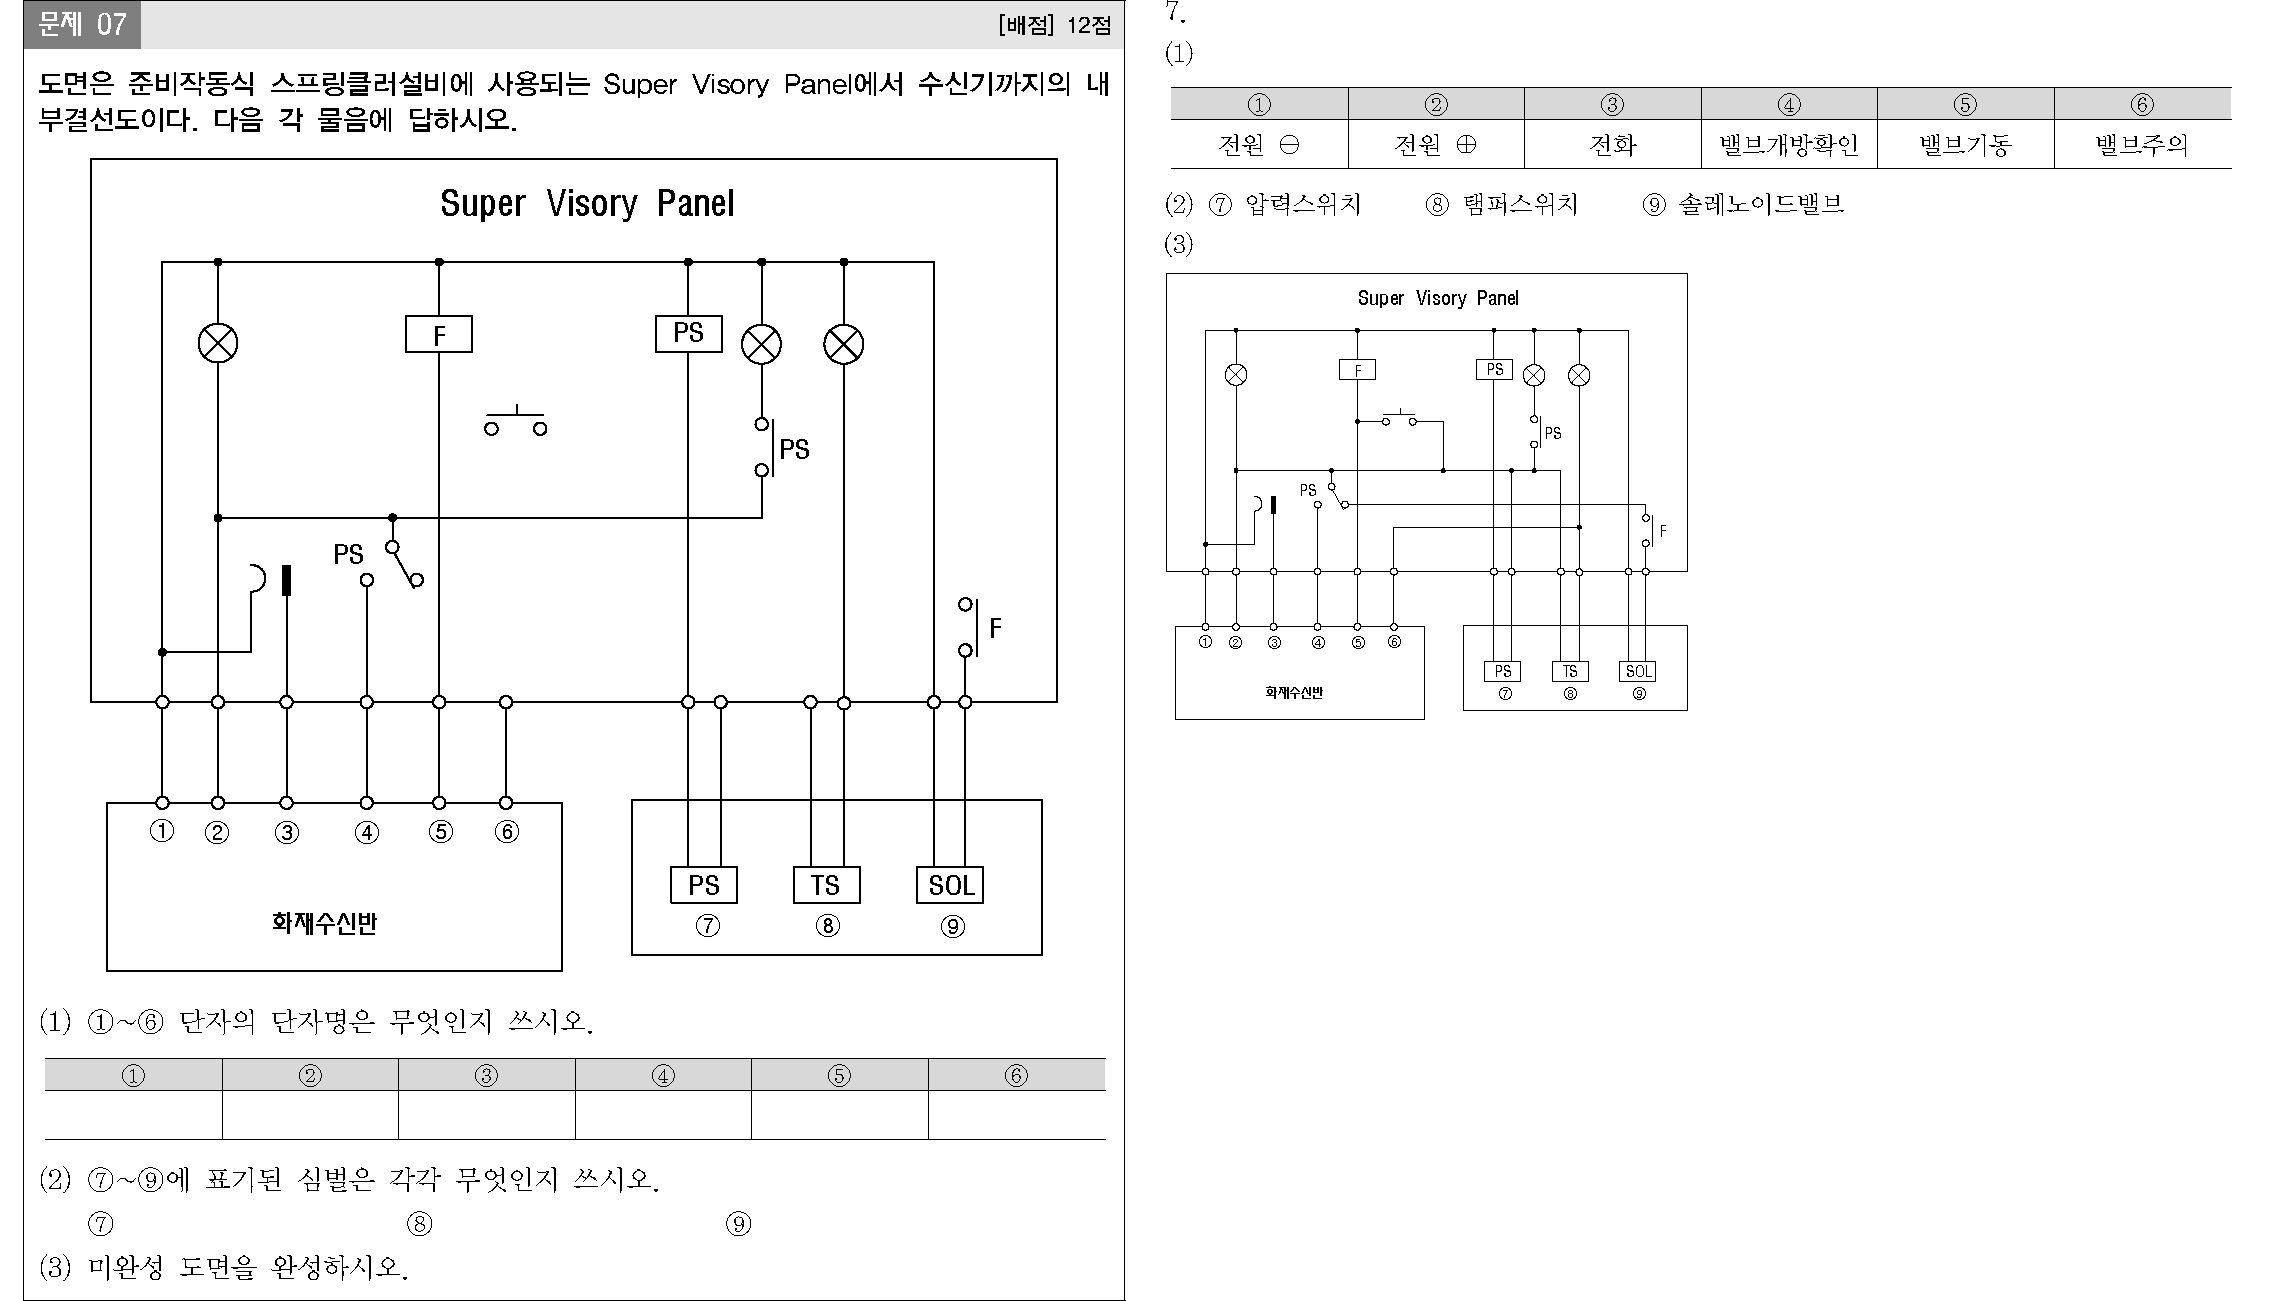 문제 07
[배점] 12점
도면은 준비작동식 스프링클러설비에 사용되는 Super Visory Panel에서 수신기까지의 내
부결선도이다. 다음 각 물음에 답하시오.
Super Visory Panel
F
PS
PS
PS
F
① ② ③ ④ ⑤ ⑥
PS TS SOL
⑦ ⑧ ⑨
화재수신반
(1) ①~⑥ 단자의 단자명은 무엇인지 쓰시오.
① ② ③ ④ ⑤ ⑥
(2) ⑦~⑨에 표기된 심벌은 각각 무엇인지 쓰시오.
⑦ ⑧ ⑨
(3) 미완성 도면을 완성하시오.
7.
(1)
① ② ③ ④ ⑤ ⑥
전원 ⊖ 전원 ⊕ 전화 밸브개방확인 밸브기동 밸브주의
(2) ⑦ 압력스위치 ⑧ 탬퍼스위치 ⑨ 솔레노이드밸브
(3)
Super Visory Panel
F
PS
PS
PS
F
① ② ③ ④ ⑤ ⑥
PS TS SOL
⑦ ⑧ ⑨
화재수신반